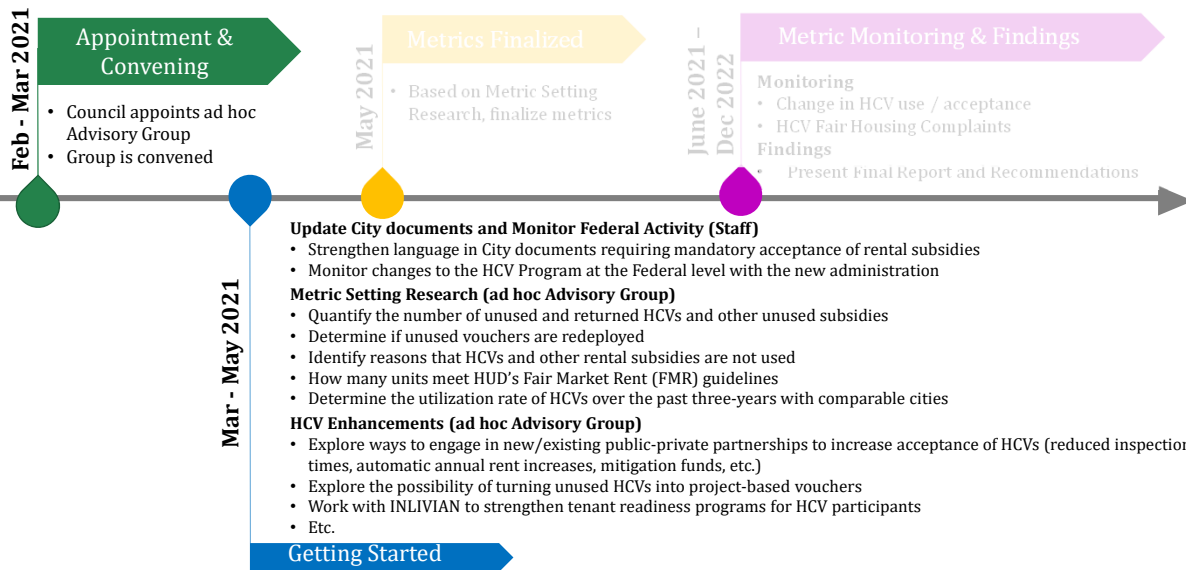 Feb - Mar 2021
Appointment &
Convening
• Council appoints ad hoc
Advisory Group
• Group is convened
May 2021
Metrics Finalized
• Based on Metric Setting
Research, finalize metrics
June 2021 –
Dec 2022
Metric Monitoring & Findings
Monitoring
• Change in HCV use / acceptance
• HCV Fair Housing Complaints
Findings
• Present Final Report and Recommendations
Mar - May 2021
Update City documents and Monitor Federal Activity (Staff)
• Strengthen language in City documents requiring mandatory acceptance of rental subsidies
• Monitor changes to the HCV Program at the Federal level with the new administration
Metric Setting Research (ad hoc Advisory Group)
• Quantify the number of unused and returned HCVs and other unused subsidies
• Determine if unused vouchers are redeployed
• Identify reasons that HCVs and other rental subsidies are not used
• How many units meet HUD's Fair Market Rent (FMR) guidelines
• Determine the utilization rate of HCVs over the past three-years with comparable cities
HCV Enhancements (ad hoc Advisory Group)
• Explore ways to engage in new/existing public-private partnerships to increase acceptance of HCVs (reduced inspection
times, automatic annual rent increases, mitigation funds, etc.)
• Explore the possibility of turning unused HCVs into project-based vouchers
• Work with INLIVIAN to strengthen tenant readiness programs for HCV participants
• Etc.
Getting Started